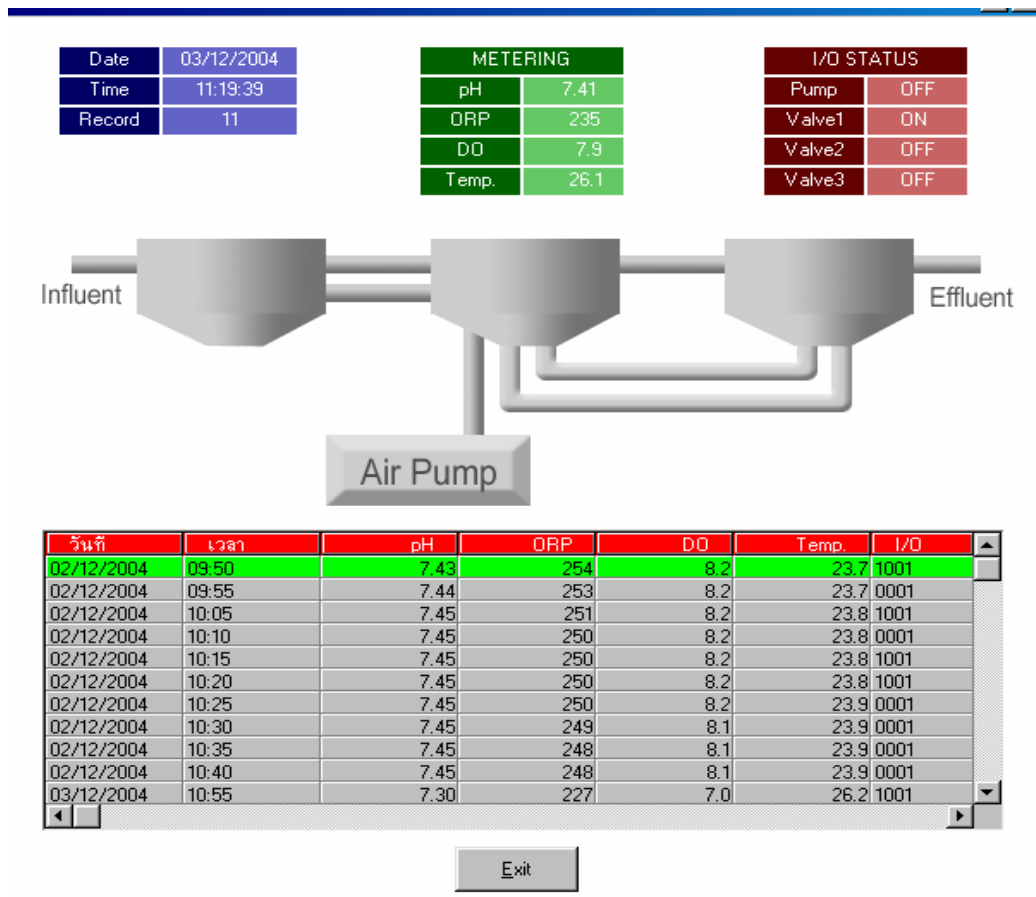 Date 03/12/2004
Time 11:19:39
Record 11
METERING
pH 7.41
ORP 235
DO 7.9
Temp. 26.1
I/O STATUS
Pump OFF
Valve1 ON
Valve2 OFF
Valve3 OFF
Influent
Effluent
Air Pump
วันที่ เวลา pH ORP DO Temp. I/O
02/12/2004 09:50 7.43 254 8.2 23.7 1001
02/12/2004 09:55 7.44 253 8.2 23.7 0001
02/12/2004 10:05 7.45 251 8.2 23.8 1001
02/12/2004 10:10 7.45 250 8.2 23.8 0001
02/12/2004 10:15 7.45 250 8.2 23.8 1001
02/12/2004 10:20 7.45 250 8.2 23.8 1001
02/12/2004 10:25 7.45 250 8.2 23.9 0001
02/12/2004 10:30 7.45 249 8.1 23.9 0001
02/12/2004 10:35 7.45 248 8.1 23.9 0001
02/12/2004 10:40 7.45 248 8.1 23.9 0001
03/12/2004 10:55 7.30 227 7.0 26.2 1001
Exit